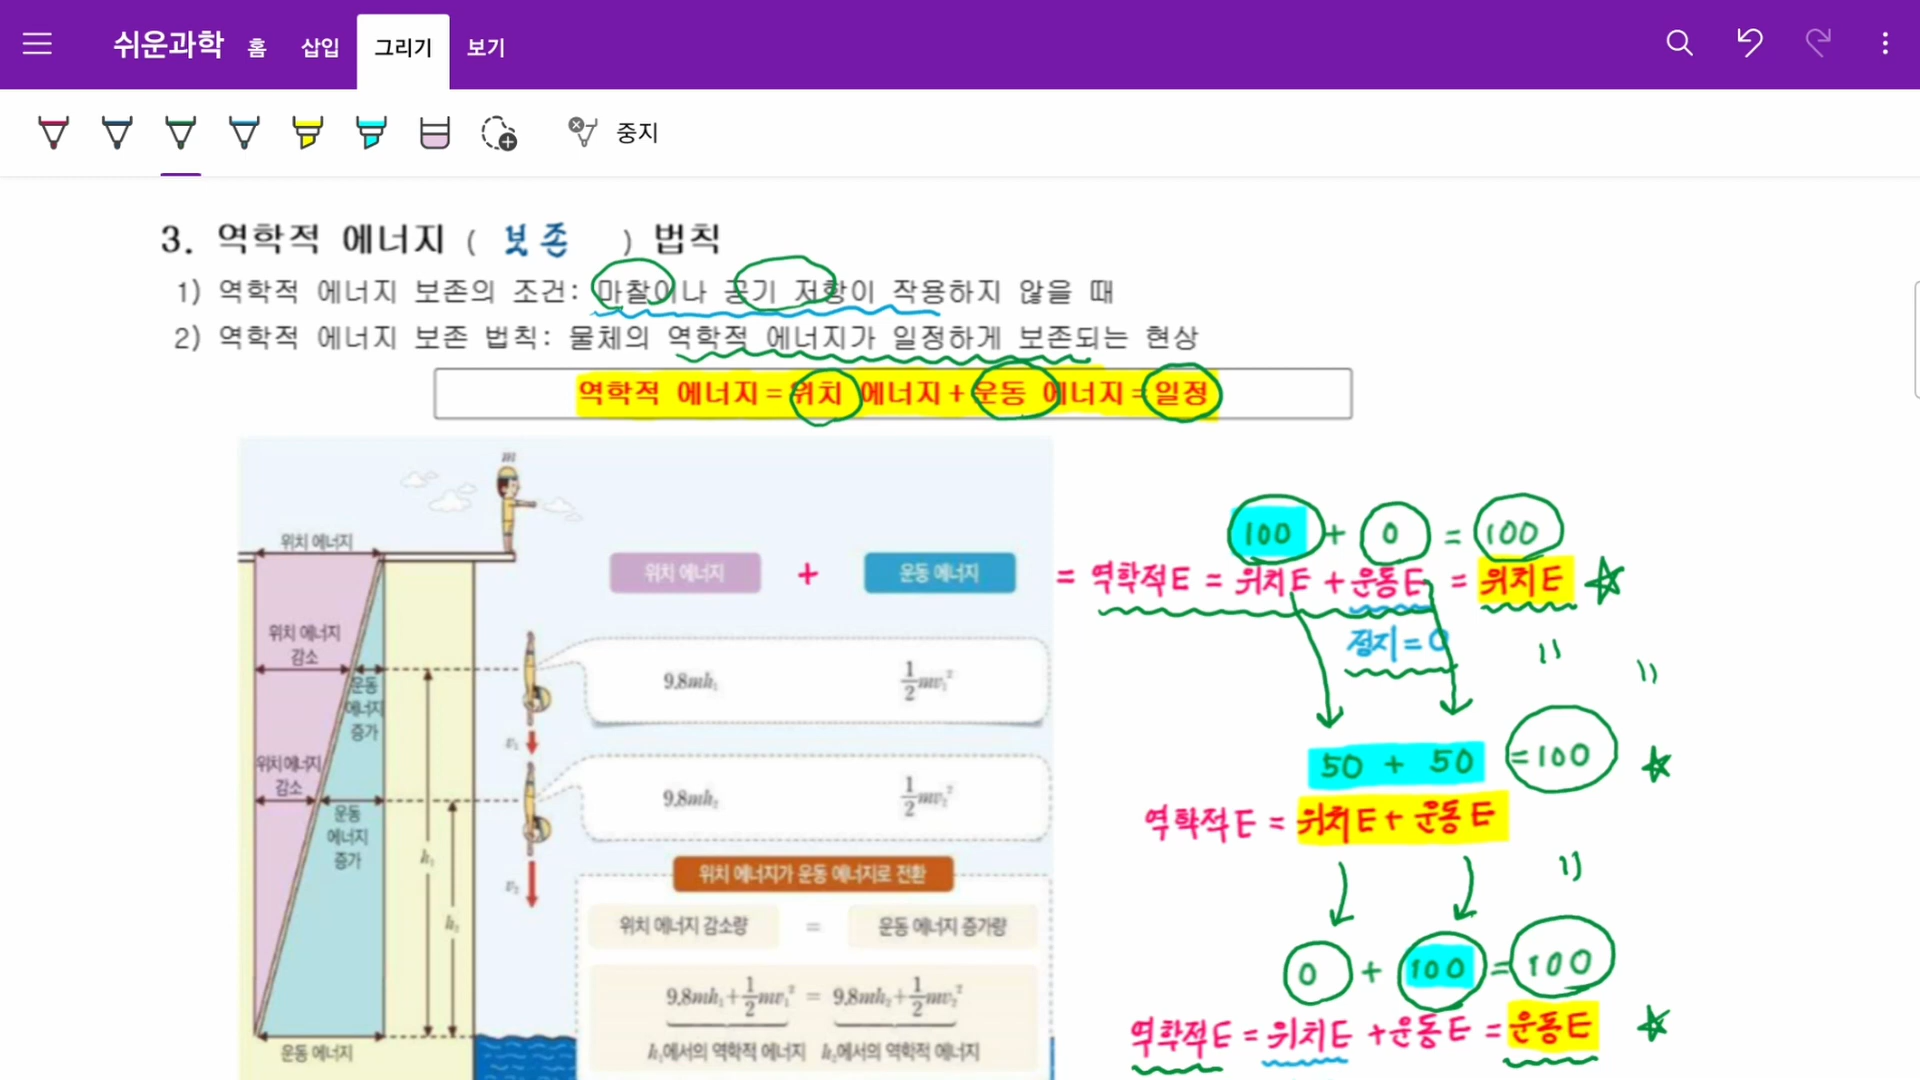 쉬운과학 홈 삽입 그리기 보기
중지
3. 역학적 에너지 ( 보존 ) 법칙
1) 역학적 에너지 보존의 조건: 마찰이나 공기 저항이 작용하지 않을 때
2) 역학적 에너지 보존 법칙: 물체의 역학적 에너지가 일정하게 보존되는 현상
역학적 에너지 = 위치 에너지 + 운동 에너지 = 일정
m
위치 에너지
위치 에너지
감소
운동
에너지
증가
위치 에너지
감소
운동
에너지
증가
h₁
운동 에너지
v₁
v₂
위치 에너지 + 운동 에너지
9.8mh₁ ½mv₁²
9.8mh₂ ½mv₂²
위치 에너지가 운동 에너지로 전환
위치 에너지 감소량 = 운동 에너지 증가량
9.8mh₁+½mv₁² = 9.8mh₂+½mv₂²
h₁에서의 역학적 에너지 h₂에서의 역학적 에너지
100 + 0 = 100
= 역학적E = 위치E + 운동E = 위치E
정지 = 0
50 + 50 = 100
역학적E = 위치E + 운동E
0 + 100 = 100
역학적E = 위치E + 운동E = 운동E